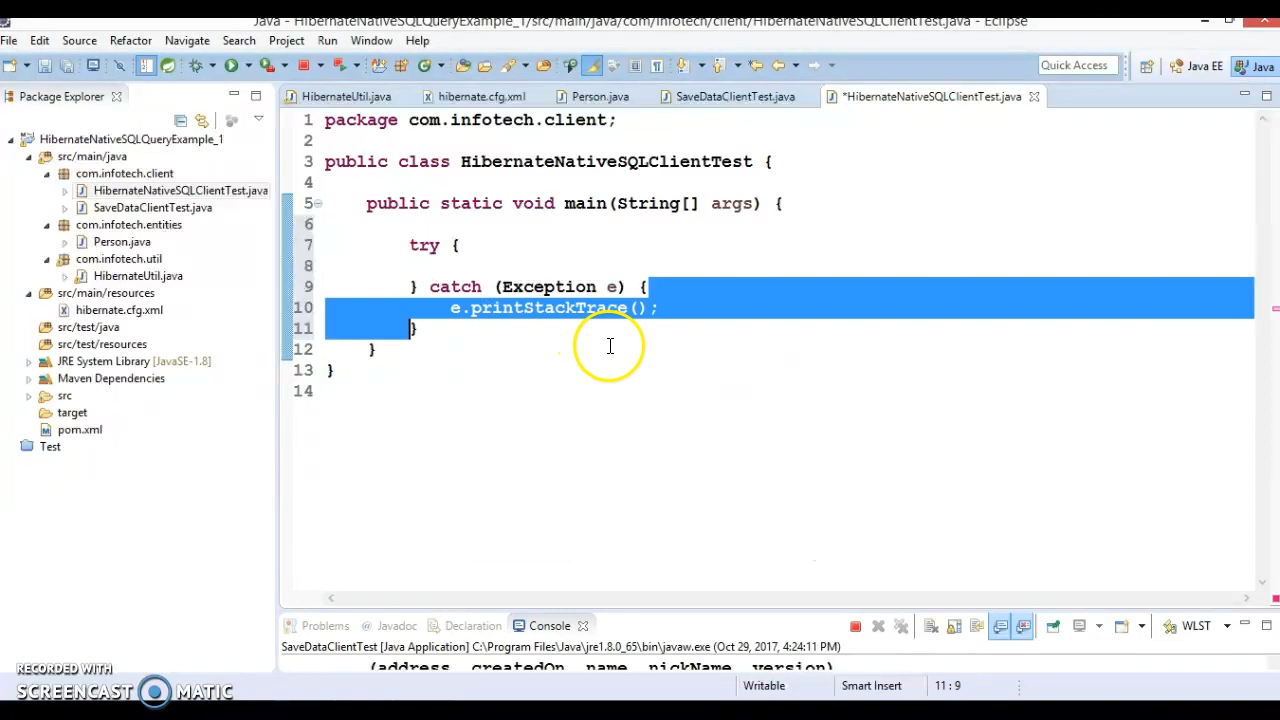 Java - HibernateNativeSQLQueryExample_1/src/main/java/com/infotech/client/HibernateNativeSQLClientTest.java - Eclipse
File Edit Source Refactor Navigate Search Project Run Window Help
Quick Access Java EE Java
Package Explorer
HibernateUtil.java hibernate.cfg.xml Person.java SaveDataClientTest.java *HibernateNativeSQLClientTest.java
HibernateNativeSQLQueryExample_1
src/main/java
com.infotech.client
HibernateNativeSQLClientTest.java
SaveDataClientTest.java
com.infotech.entities
Person.java
com.infotech.util
HibernateUtil.java
src/main/resources
hibernate.cfg.xml
src/test/java
src/test/resources
JRE System Library [JavaSE-1.8]
Maven Dependencies
src
target
pom.xml
Test
1 package com.infotech.client;
2
3 public class HibernateNativeSQLClientTest {
4
5 public static void main(String[] args) {
6
7 try {
8
9 } catch (Exception e) {
10 e.printStackTrace();
11 }
12 }
13 }
14
Problems Javadoc Declaration Console WLST
SaveDataClientTest [Java Application] C:\Program Files\Java\jre1.8.0_65\bin\javaw.exe (Oct 29, 2017, 4:24:11 PM)
(address, createdOn, name, nickName, version)
Writable Smart Insert 11 : 9
RECORDED WITH
SCREENCAST MATIC